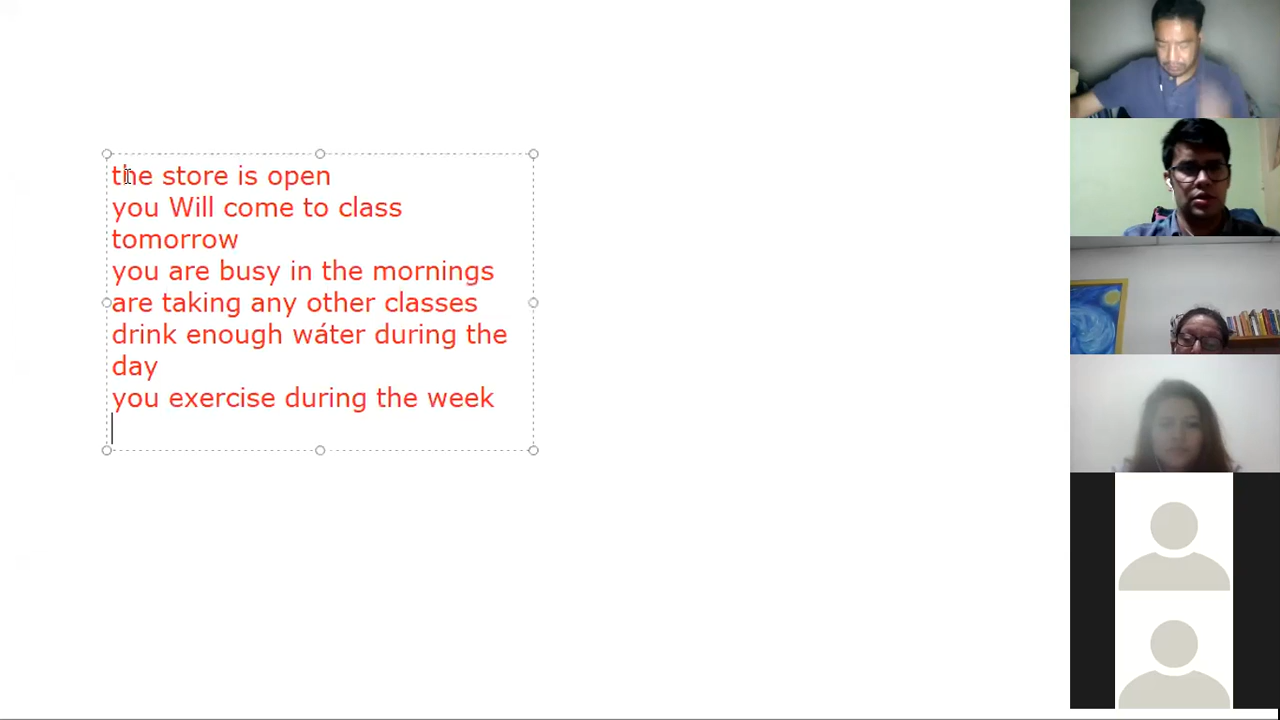 the store is open
you Will come to class
tomorrow
you are busy in the mornings
are taking any other classes
drink enough wáter during the
day
you exercise during the week